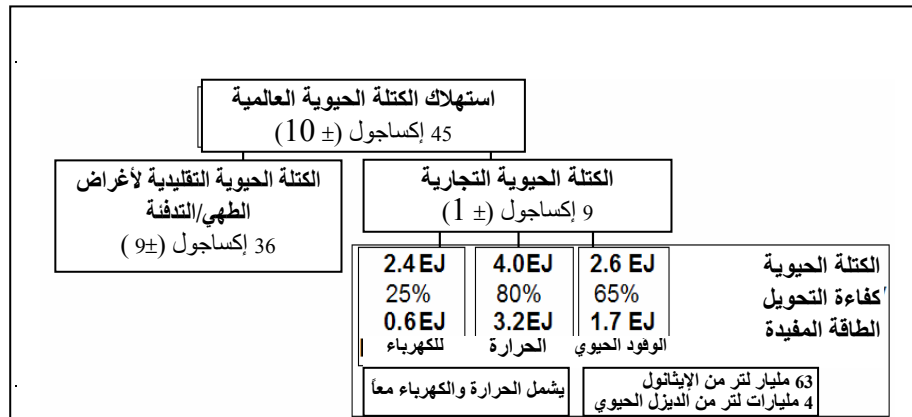 استهلاك الكتلة الحيوية العالمية
45 إكساجول (± 10)
الكتلة الحيوية التقليدية لأغراض
الطهي/التدفئة
36 إكساجول (±9 )
الكتلة الحيوية التجارية
9 إكساجول (± 1)
الكتلة الحيوية 2.6 EJ 4.0EJ 2.4 EJ
كفاءة التحويل 65% 80% 25%
الطاقة المفيدة 1.7 EJ 3.2EJ 0.6EJ
الوفود الحيوي الحرارة للكهرباء
63 مليار لتر من الإيثانول
4 مليارات لتر من الديزل الحيوي
يشمل الحرارة والكهرباء معاً